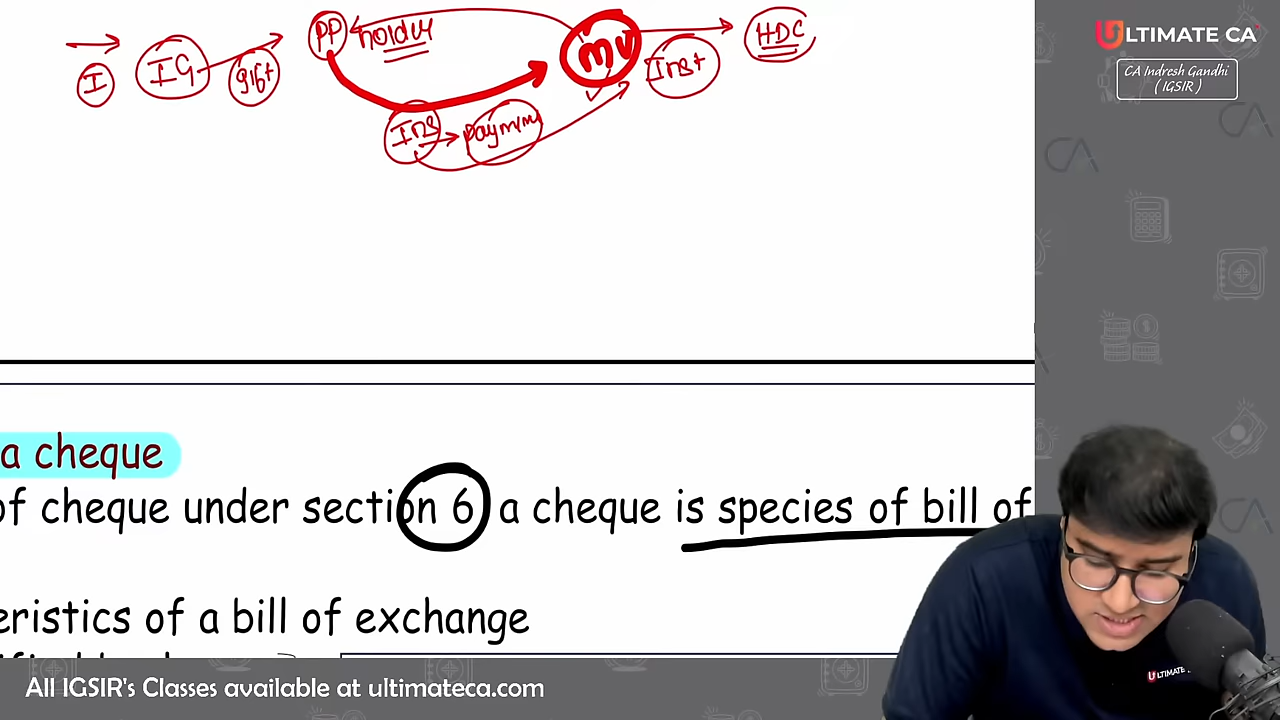 PP holder
MV
HDC
I
IG
gift
Inst
Ins
ULTIMATE CA
CA Indresh Gandhi
( IGSIR )
a cheque
of cheque under section 6 a cheque is species of bill of
eristics of a bill of exchange
ULTIMATE
All IGSIR's Classes available at ultimateca.com